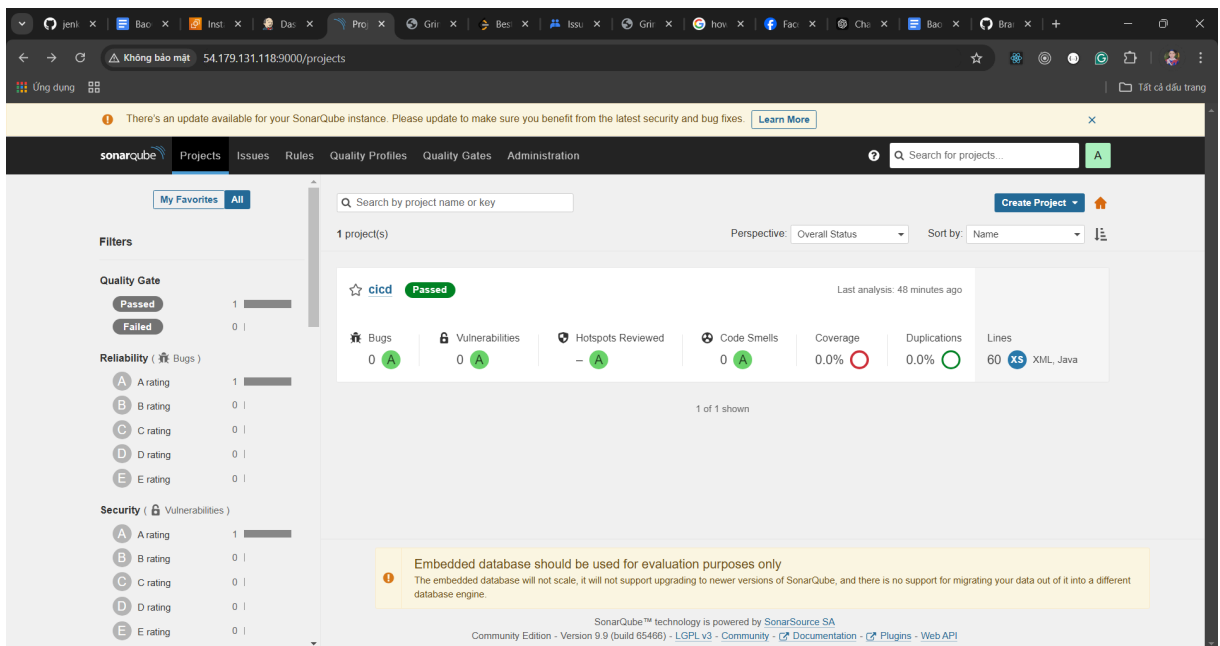 jenk
Bao
Inst
Das
Proj
Grir
Bes
Issu
Grir
how
Face
Cha
Bao
Brai
Không bảo mật 54.179.131.118:9000/projects
Ứng dụng
Tất cả dấu trang
There's an update available for your SonarQube instance. Please update to make sure you benefit from the latest security and bug fixes. Learn More
sonarqube Projects Issues Rules Quality Profiles Quality Gates Administration
Search for projects... A
My Favorites All
Search by project name or key
Create Project
Filters
1 project(s)
Perspective: Overall Status
Sort by: Name
Quality Gate
Passed 1
Failed 0
cicd Passed
Last analysis: 48 minutes ago
Bugs Vulnerabilities Hotspots Reviewed Code Smells Coverage Duplications Lines
0 A 0 A – A 0 A 0.0% 0.0% 60 XS XML, Java
Reliability ( Bugs )
A A rating 1
B B rating 0
C C rating 0
D D rating 0
E E rating 0
1 of 1 shown
Security ( Vulnerabilities )
A A rating 1
B B rating 0
C C rating 0
D D rating 0
E E rating 0
Embedded database should be used for evaluation purposes only
The embedded database will not scale, it will not support upgrading to newer versions of SonarQube, and there is no support for migrating your data out of it into a different
database engine.
SonarQube™ technology is powered by SonarSource SA
Community Edition - Version 9.9 (build 65466) - LGPL v3 - Community - Documentation - Plugins - Web API